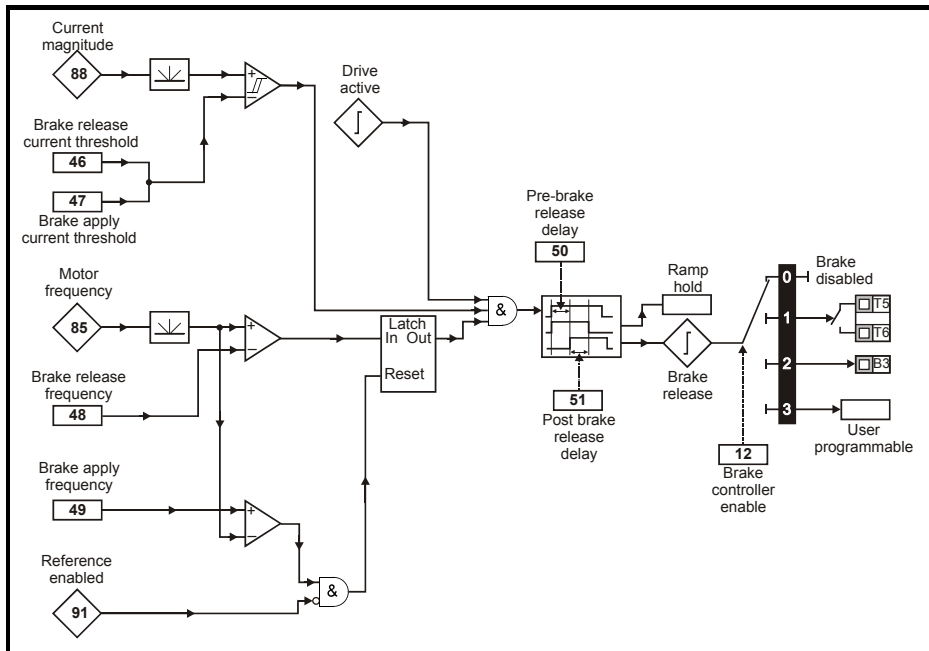 Current
magnitude
88
+
−
Brake release
current threshold
46
47
Brake apply
current threshold
Drive
active
Motor
frequency
85
+
−
Brake release
frequency
48
Latch
In Out
Reset
&
Pre-brake
release
delay
50
51
Post brake
release
delay
Ramp
hold
Brake
release
12
Brake
controller
enable
0
Brake
disabled
1
T5
T6
2
B3
3
User
programmable
Brake apply
frequency
49
+
−
Reference
enabled
91
&